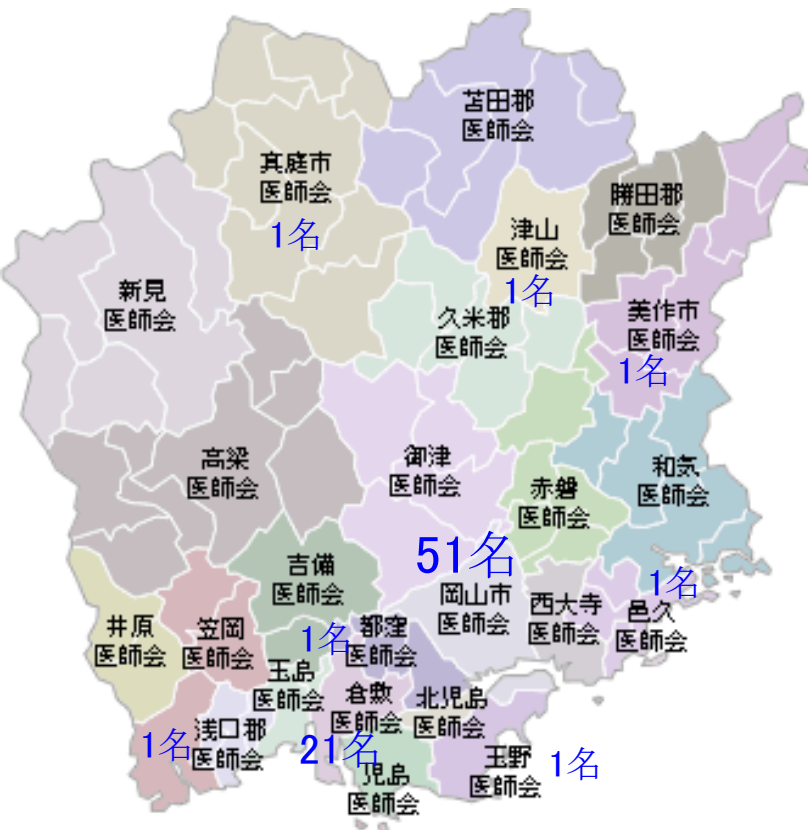 苫田郡
医師会
真庭市
医師会
1名
勝田郡
医師会
津山
医師会
1名
新見
医師会
久米郡
医師会
美作市
医師会
1名
高梁
医師会
御津
医師会
和気
医師会
赤磐
医師会
51名
吉備
医師会
1名
岡山市
医師会
西大寺
医師会
邑久
医師会
井原
医師会
笠岡
医師会
1名
都窪
医師会
玉島
医師会
倉敷
医師会
北児島
医師会
1名
浅口郡
医師会
21名
玉野
医師会
1名
児島
医師会